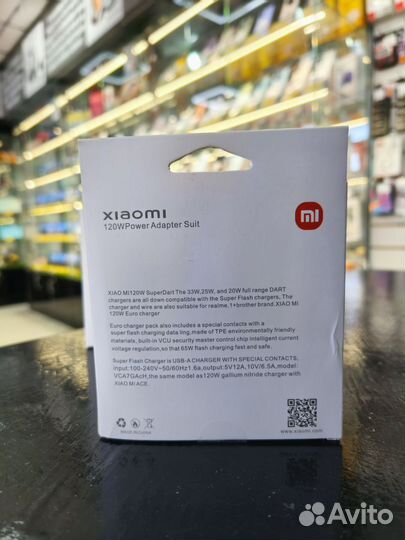 xiaomi
120WPower Adapter Suit
mi
XIAO MI120W SuperDart The 33W,25W, and 20W full range DART
chargers are all down compatible with the Super Flash chargers, The
charger and wire are also suitable for realme, 1+brother brand.XIAO MI
120W Euro charger
Euro charger pack also includes a special contacts with a
super flash charging data ling,made of TPE environmentally friendly
materials, built-in VCU security master control chip intelligent current
voltage regulation,so that 65W flash charging fast and safe.
Super Flash Charger is USB-A CHARGER WITH SPECIAL CONTACTS,
input:100-240V~50/60Hz1.6a.output:5V12A,10V/6.5A,model:
VCA7GAcH,the same model as120W gallium nitride charger with
XIAO MI ACE.
MADE IN CHINA
www.xiaomi.com
Avito